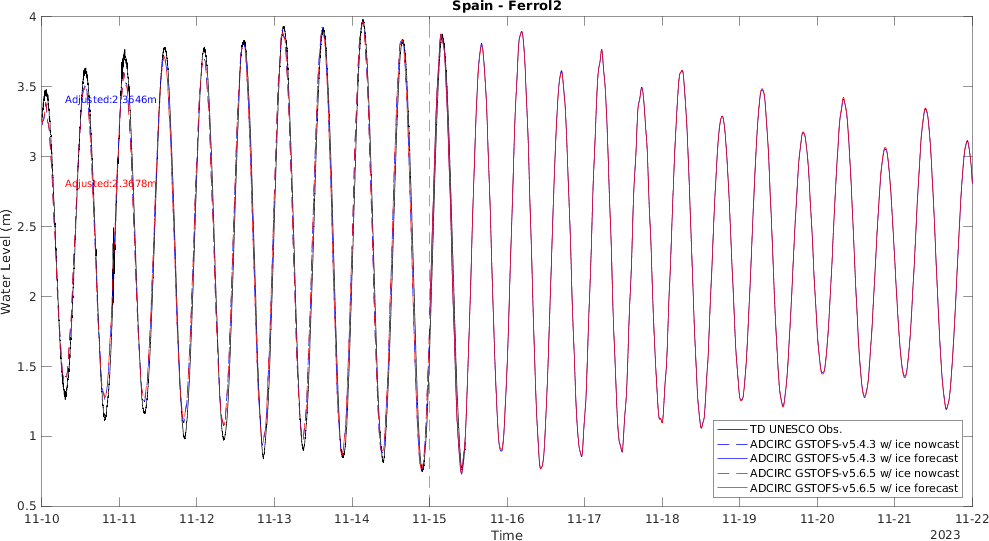 Spain - Ferrol2
4
3.5
3
2.5
2
1.5
1
0.5
Water Level (m)
Adjusted:2.3646m
Adjusted:2.3678m
TD UNESCO Obs.
ADCIRC GSTOFS-v5.4.3 w/ ice nowcast
ADCIRC GSTOFS-v5.4.3 w/ ice forecast
ADCIRC GSTOFS-v5.6.5 w/ ice nowcast
ADCIRC GSTOFS-v5.6.5 w/ ice forecast
11-10 11-11 11-12 11-13 11-14 11-15 11-16 11-17 11-18 11-19 11-20 11-21 11-22
Time
2023